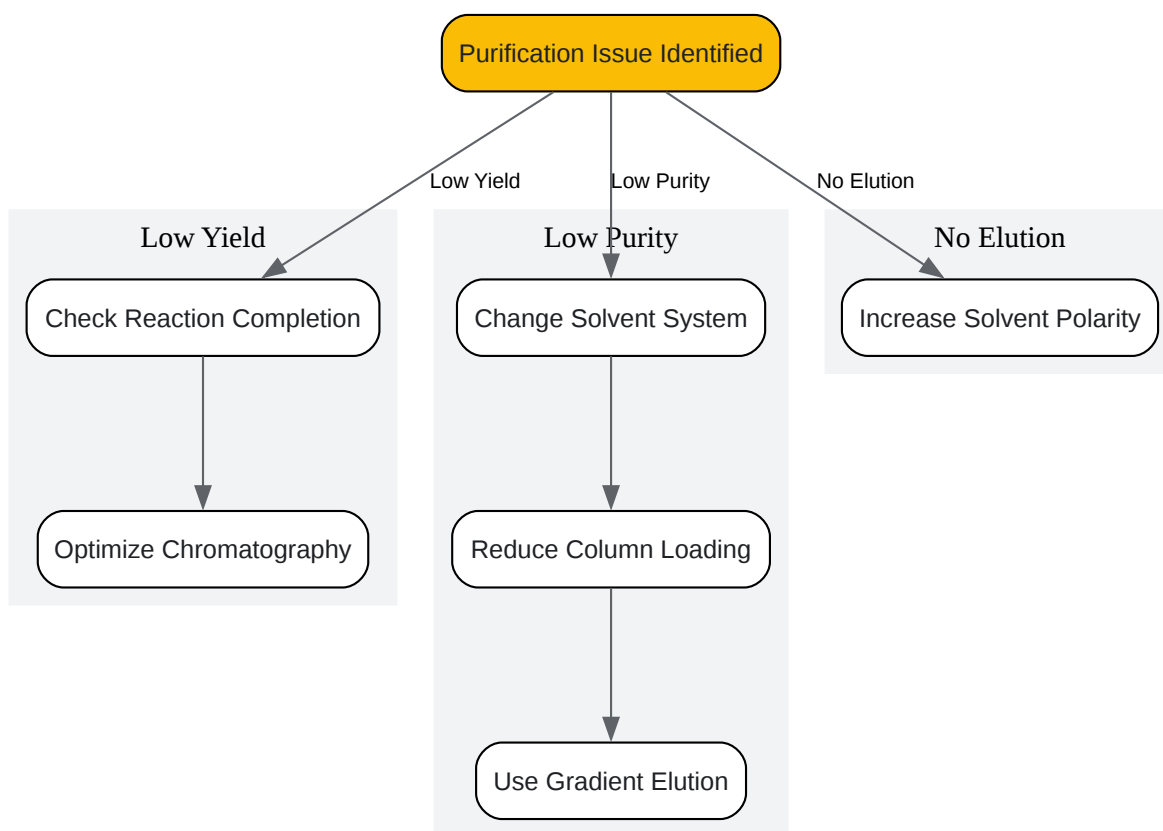 Purification Issue Identified
Low Yield
Low Purity
No Elution
Low Yield
Low Purity
No Elution
Check Reaction Completion
Change Solvent System
Increase Solvent Polarity
Optimize Chromatography
Reduce Column Loading
Use Gradient Elution